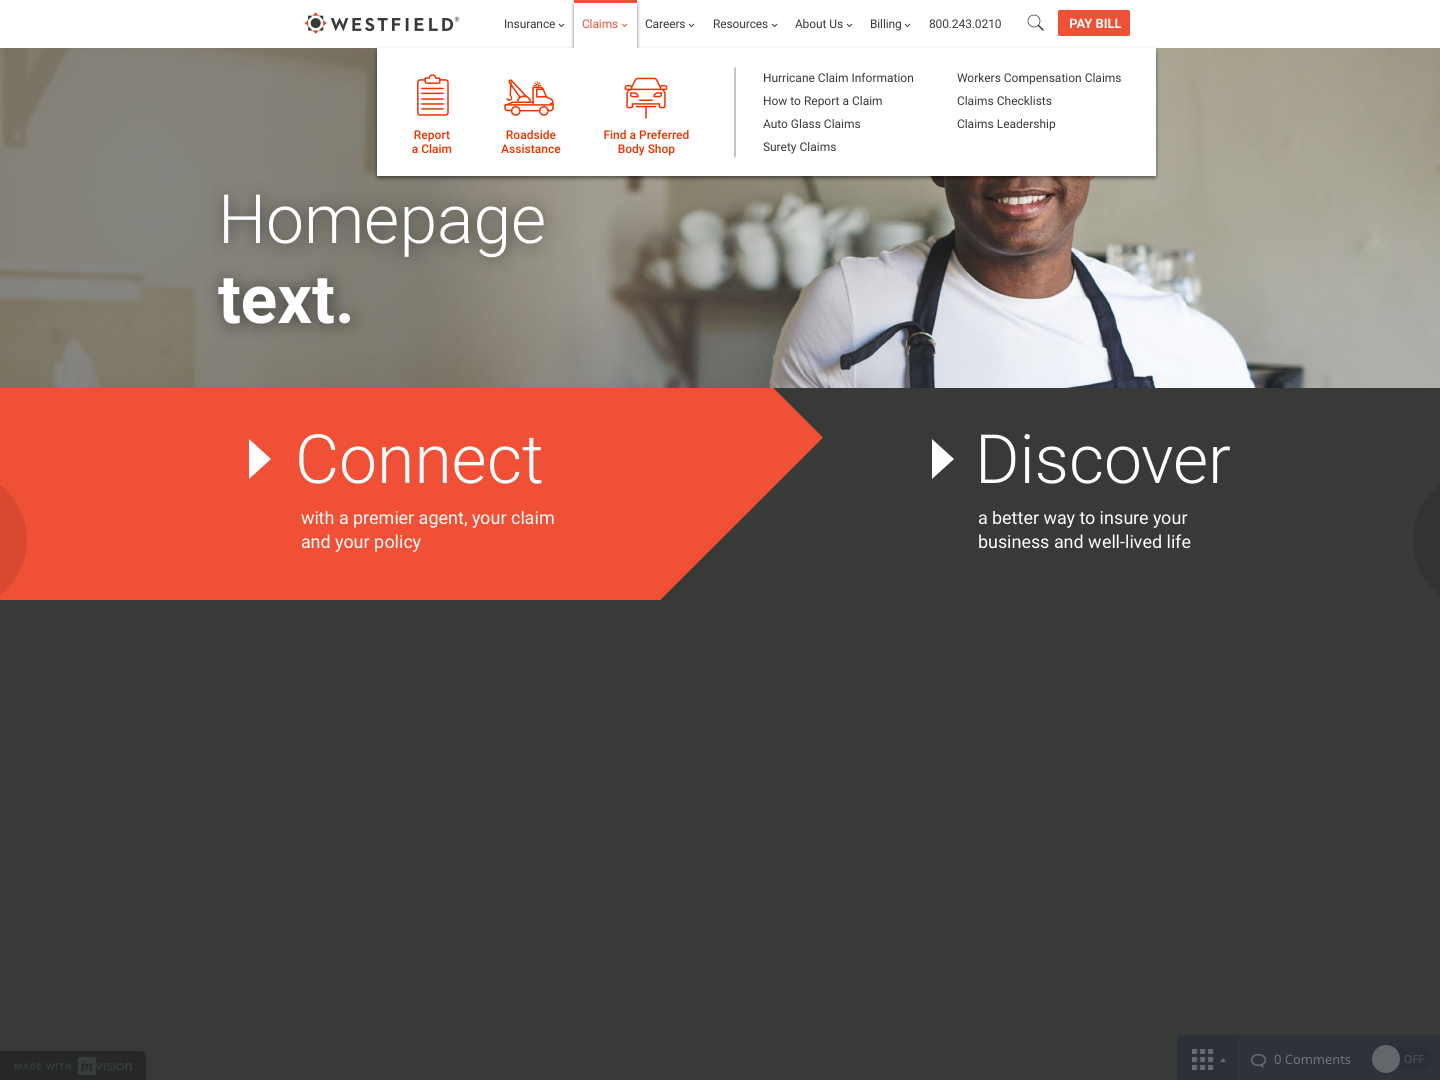 WESTFIELD®
Insurance
Claims
Careers
Resources
About Us
Billing
800.243.0210
PAY BILL
Report
a Claim
Roadside
Assistance
Find a Preferred
Body Shop
Hurricane Claim Information
How to Report a Claim
Auto Glass Claims
Surety Claims
Workers Compensation Claims
Claims Checklists
Claims Leadership
Homepage
text.
Connect
with a premier agent, your claim
and your policy
Discover
a better way to insure your
business and well-lived life
MADE WITH invision
0 Comments
OFF